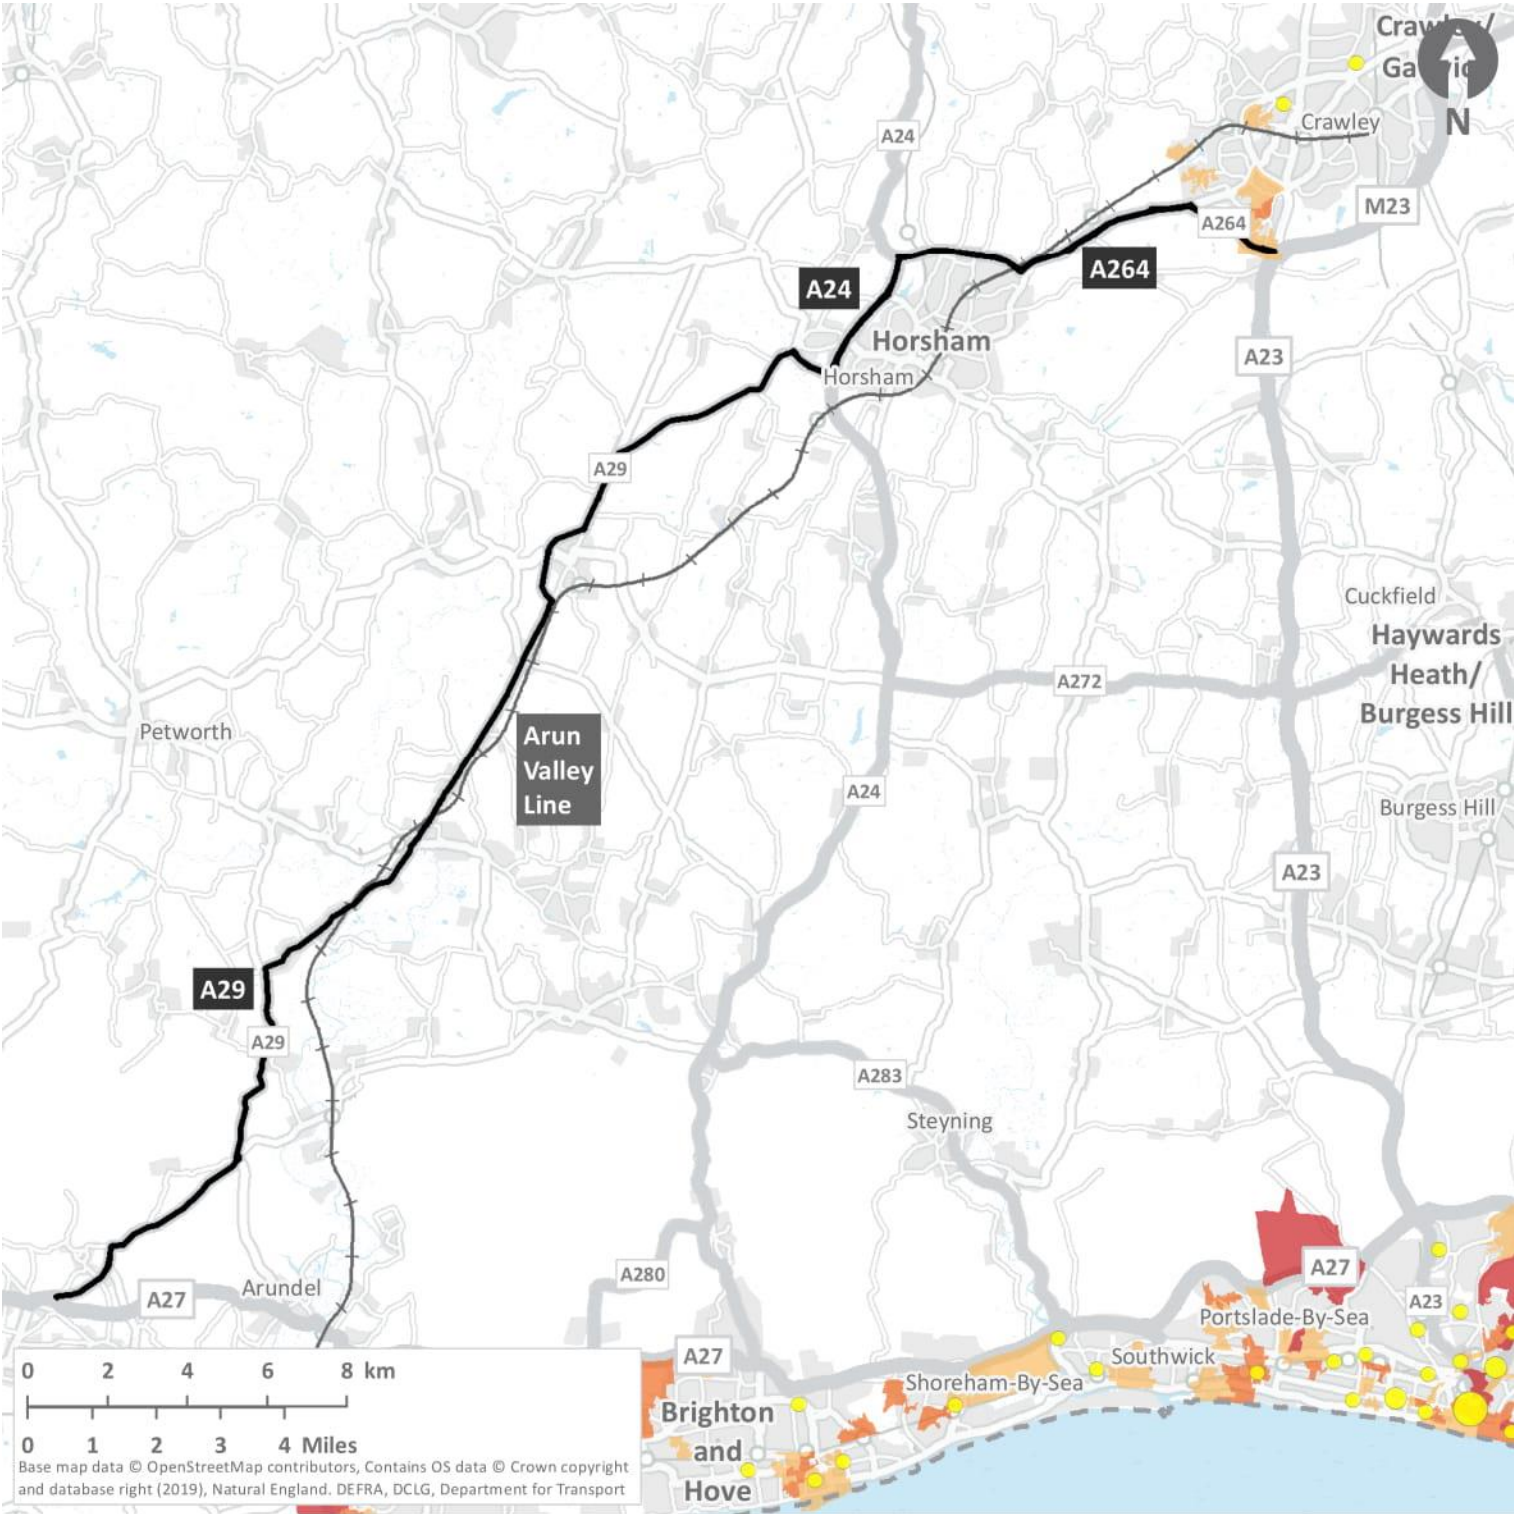 Crawley/
Gatwick
N
Crawley
A24
M23
A264
A264
A24
Horsham
Horsham
A23
A29
Cuckfield
Haywards
Heath/
Burgess Hill
A272
Petworth
Arun
Valley
Line
A24
Burgess Hill
A23
A29
A29
A283
Steyning
A27
A280
A27
Arundel
A27
A23
Portslade-By-Sea
A27
Southwick
Shoreham-By-Sea
Brighton
and
Hove
0 2 4 6 8 km
0 1 2 3 4 Miles
Base map data © OpenStreetMap contributors, Contains OS data © Crown copyright
and database right (2019), Natural England. DEFRA, DCLG, Department for Transport